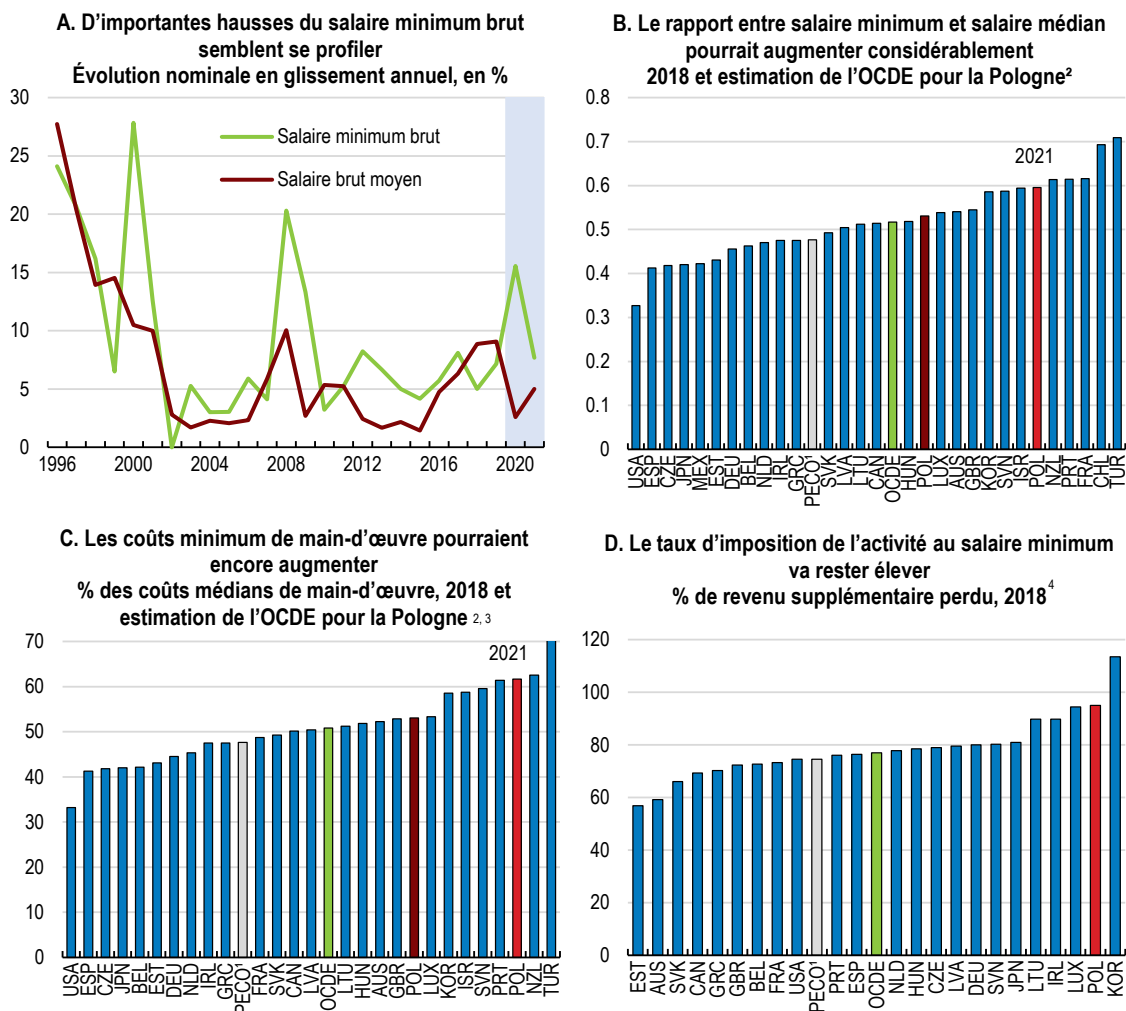 A. D’importantes hausses du salaire minimum brut
semblent se profiler
Évolution nominale en glissement annuel, en %
30
25
20
15
10
5
0
Salaire minimum brut
Salaire brut moyen
1996 2000 2004 2008 2012 2016 2020
B. Le rapport entre salaire minimum et salaire médian
pourrait augmenter considérablement
2018 et estimation de l’OCDE pour la Pologne²
0.8
0.7
0.6
0.5
0.4
0.3
0.2
0.1
0
2021
USA ESP CZE JPN MEX EST DEU BEL NLD IRL GRC PECO¹ SVK LVA LTU CAN OCDE HUN POL LUX AUS GBR KOR SVN ISR POL NZL PRT FRA CHL TUR
C. Les coûts minimum de main-d’œuvre pourraient
encore augmenter
% des coûts médians de main-d’œuvre, 2018 et
estimation de l’OCDE pour la Pologne 2, 3
70
60
50
40
30
20
10
0
2021
USA ESP CZE JPN BEL EST DEU NLD IRL GRC PECO¹ FRA SVK CAN LVA OCDE LTU HUN AUS GBR POL LUX KOR ISR SVN PRT POL NZL TUR
D. Le taux d’imposition de l’activité au salaire minimum
va rester élever
% de revenu supplémentaire perdu, 2018⁴
120
100
80
60
40
20
0
EST AUS SVK CAN GRC GBR BEL FRA USA PECO¹ PRT ESP OCDE NLD HUN CZE LVA DEU SVN JPN LTU IRL LUX POL KOR